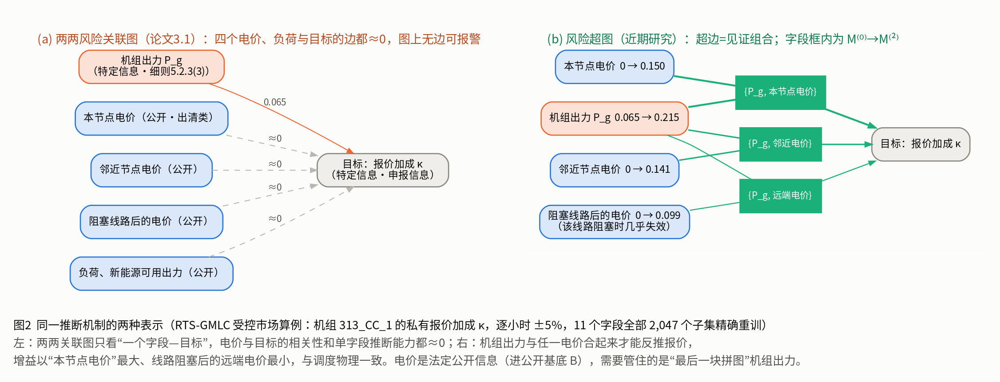 (a) 两两风险关联图（论文3.1）：四个电价、负荷与目标的边都≈0，图上无边可报警
机组出力 P_g
（特定信息・细则5.2.3(3)）
0.065
本节点电价（公开・出清类）
≈0
邻近节点电价（公开）
≈0
目标：报价加成 κ
（特定信息・申报信息）
≈0
阻塞线路后的电价（公开）
≈0
负荷、新能源可用出力（公开）
(b) 风险超图（近期研究）：超边=见证组合；字段框内为 M⁽⁰⁾→M⁽²⁾
本节点电价 0 → 0.150
{P_g, 本节点电价}
机组出力 P_g 0.065 → 0.215
{P_g, 邻近电价}
目标：报价加成 κ
邻近节点电价 0 → 0.141
{P_g, 远端电价}
阻塞线路后的电价 0 → 0.099
（该线路阻塞时几乎失效）
图2 同一推断机制的两种表示（RTS-GMLC 受控市场算例：机组 313_CC_1 的私有报价加成 κ，逐小时 ±5%，11 个字段全部 2,047 个子集精确重训）
左：两两关联图只看“一个字段—目标”，电价与目标的相关性和单字段推断能力都≈0；右：机组出力与任一电价合起来才能反推报价，
增益以“本节点电价”最大、线路阻塞后的远端电价最小，与调度物理一致。电价是法定公开信息（进公开基底 B），需要管住的是“最后一块拼图”机组出力。